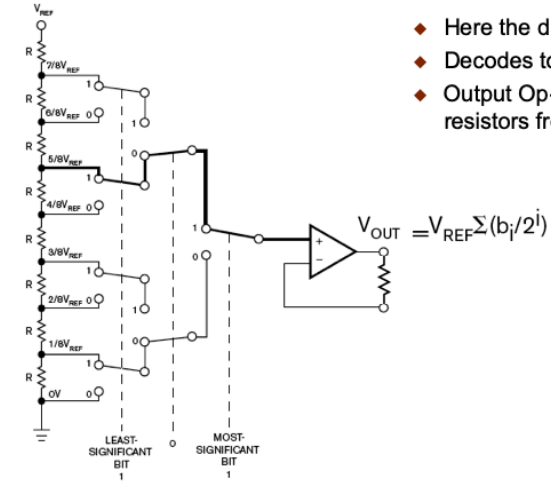 V_REF
Here the d
Decodes to
Output Op-
resistors fr
R
7/8V_REF
1
R
6/8V_REF 0
1
R
0
5/8V_REF
1
R
4/8V_REF 0
V_OUT =V_REFΣ(b_i/2^i)
1
+
−
R
0
3/8V_REF
1
R
2/8V_REF 0
1
R
0
1/8V_REF
1
R
0V 0
LEAST-
SIGNIFICANT
BIT
1
0
MOST-
SIGNIFICANT
BIT
1